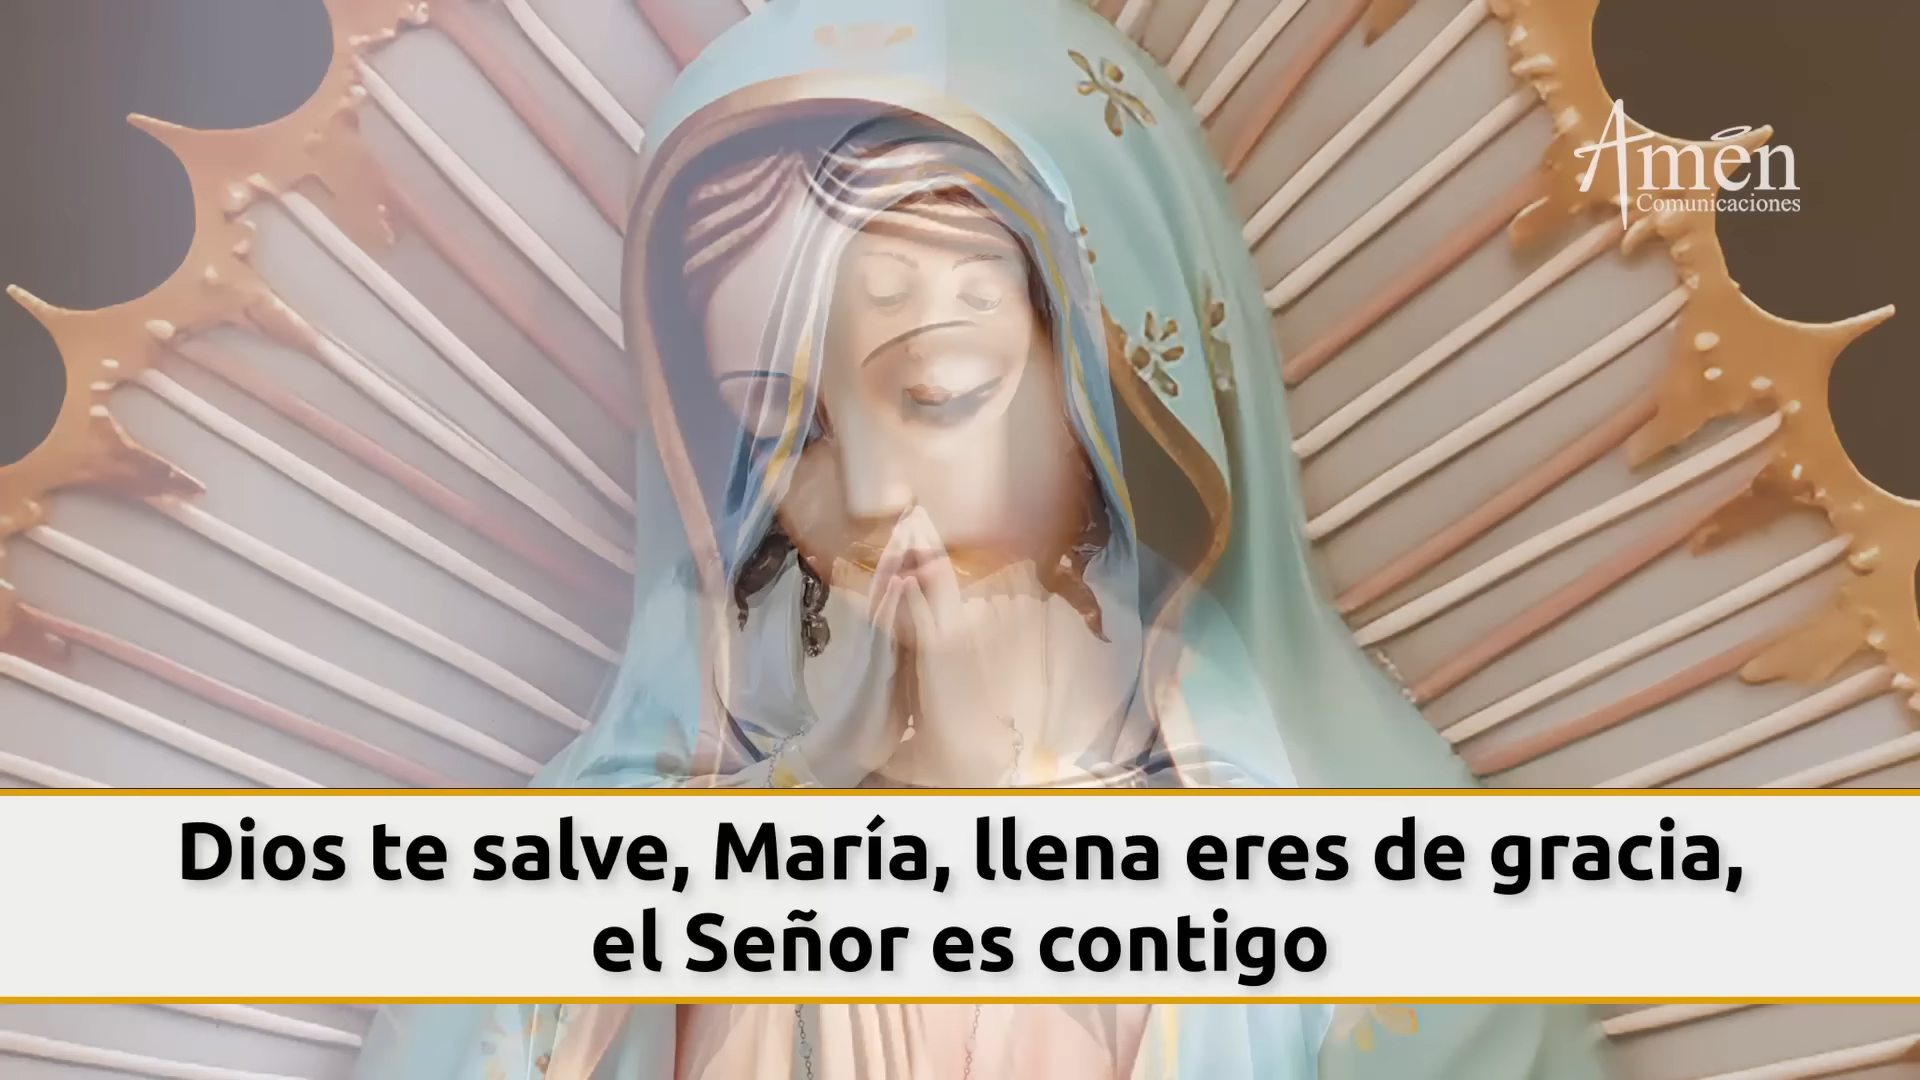 Amén
Comunicaciones
Dios te salve, María, llena eres de gracia,
el Señor es contigo